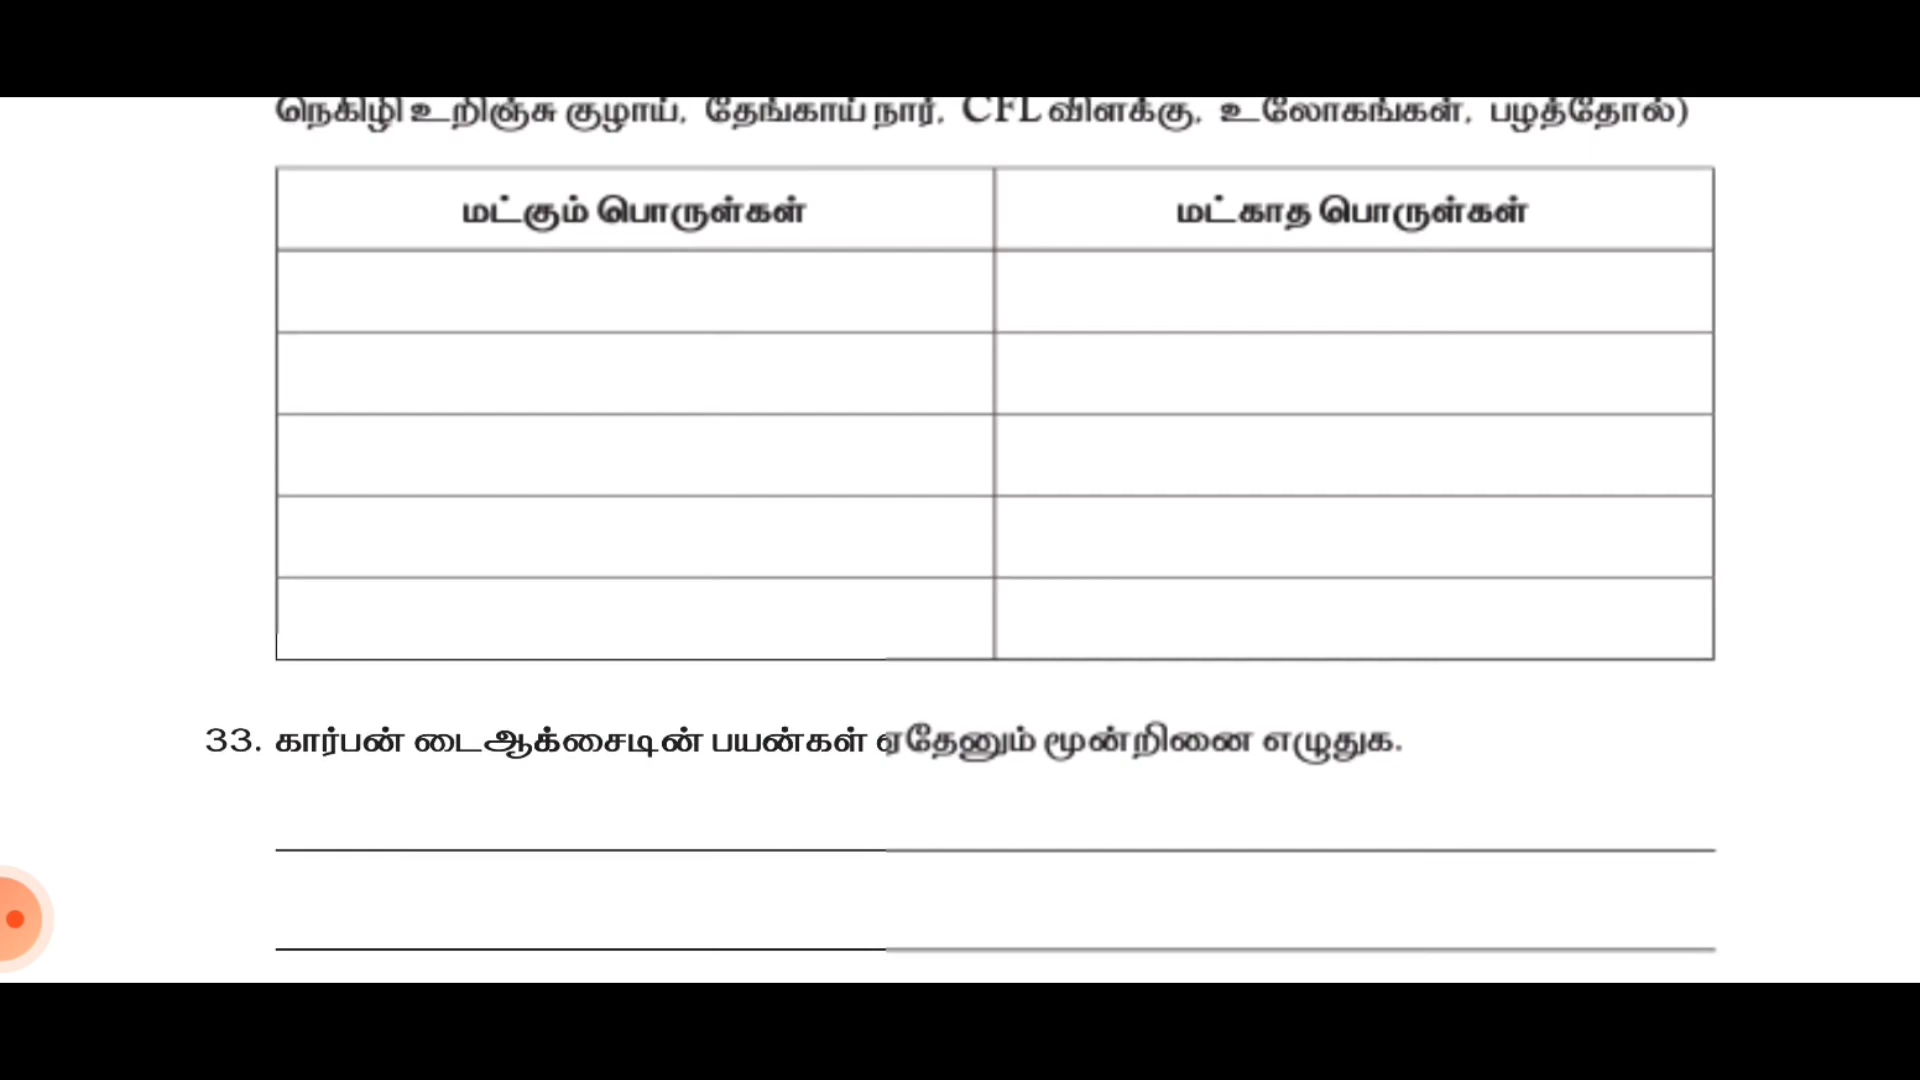 நெகிழி உறிஞ்சு குழாய், தேங்காய் நார், CFL விளக்கு, உலோகங்கள், பழத்தோல்)
மட்கும் பொருள்கள் மட்காத பொருள்கள்
33. கார்பன் டைஆக்சைடின் பயன்கள் ஏதேனும் மூன்றினை எழுதுக.